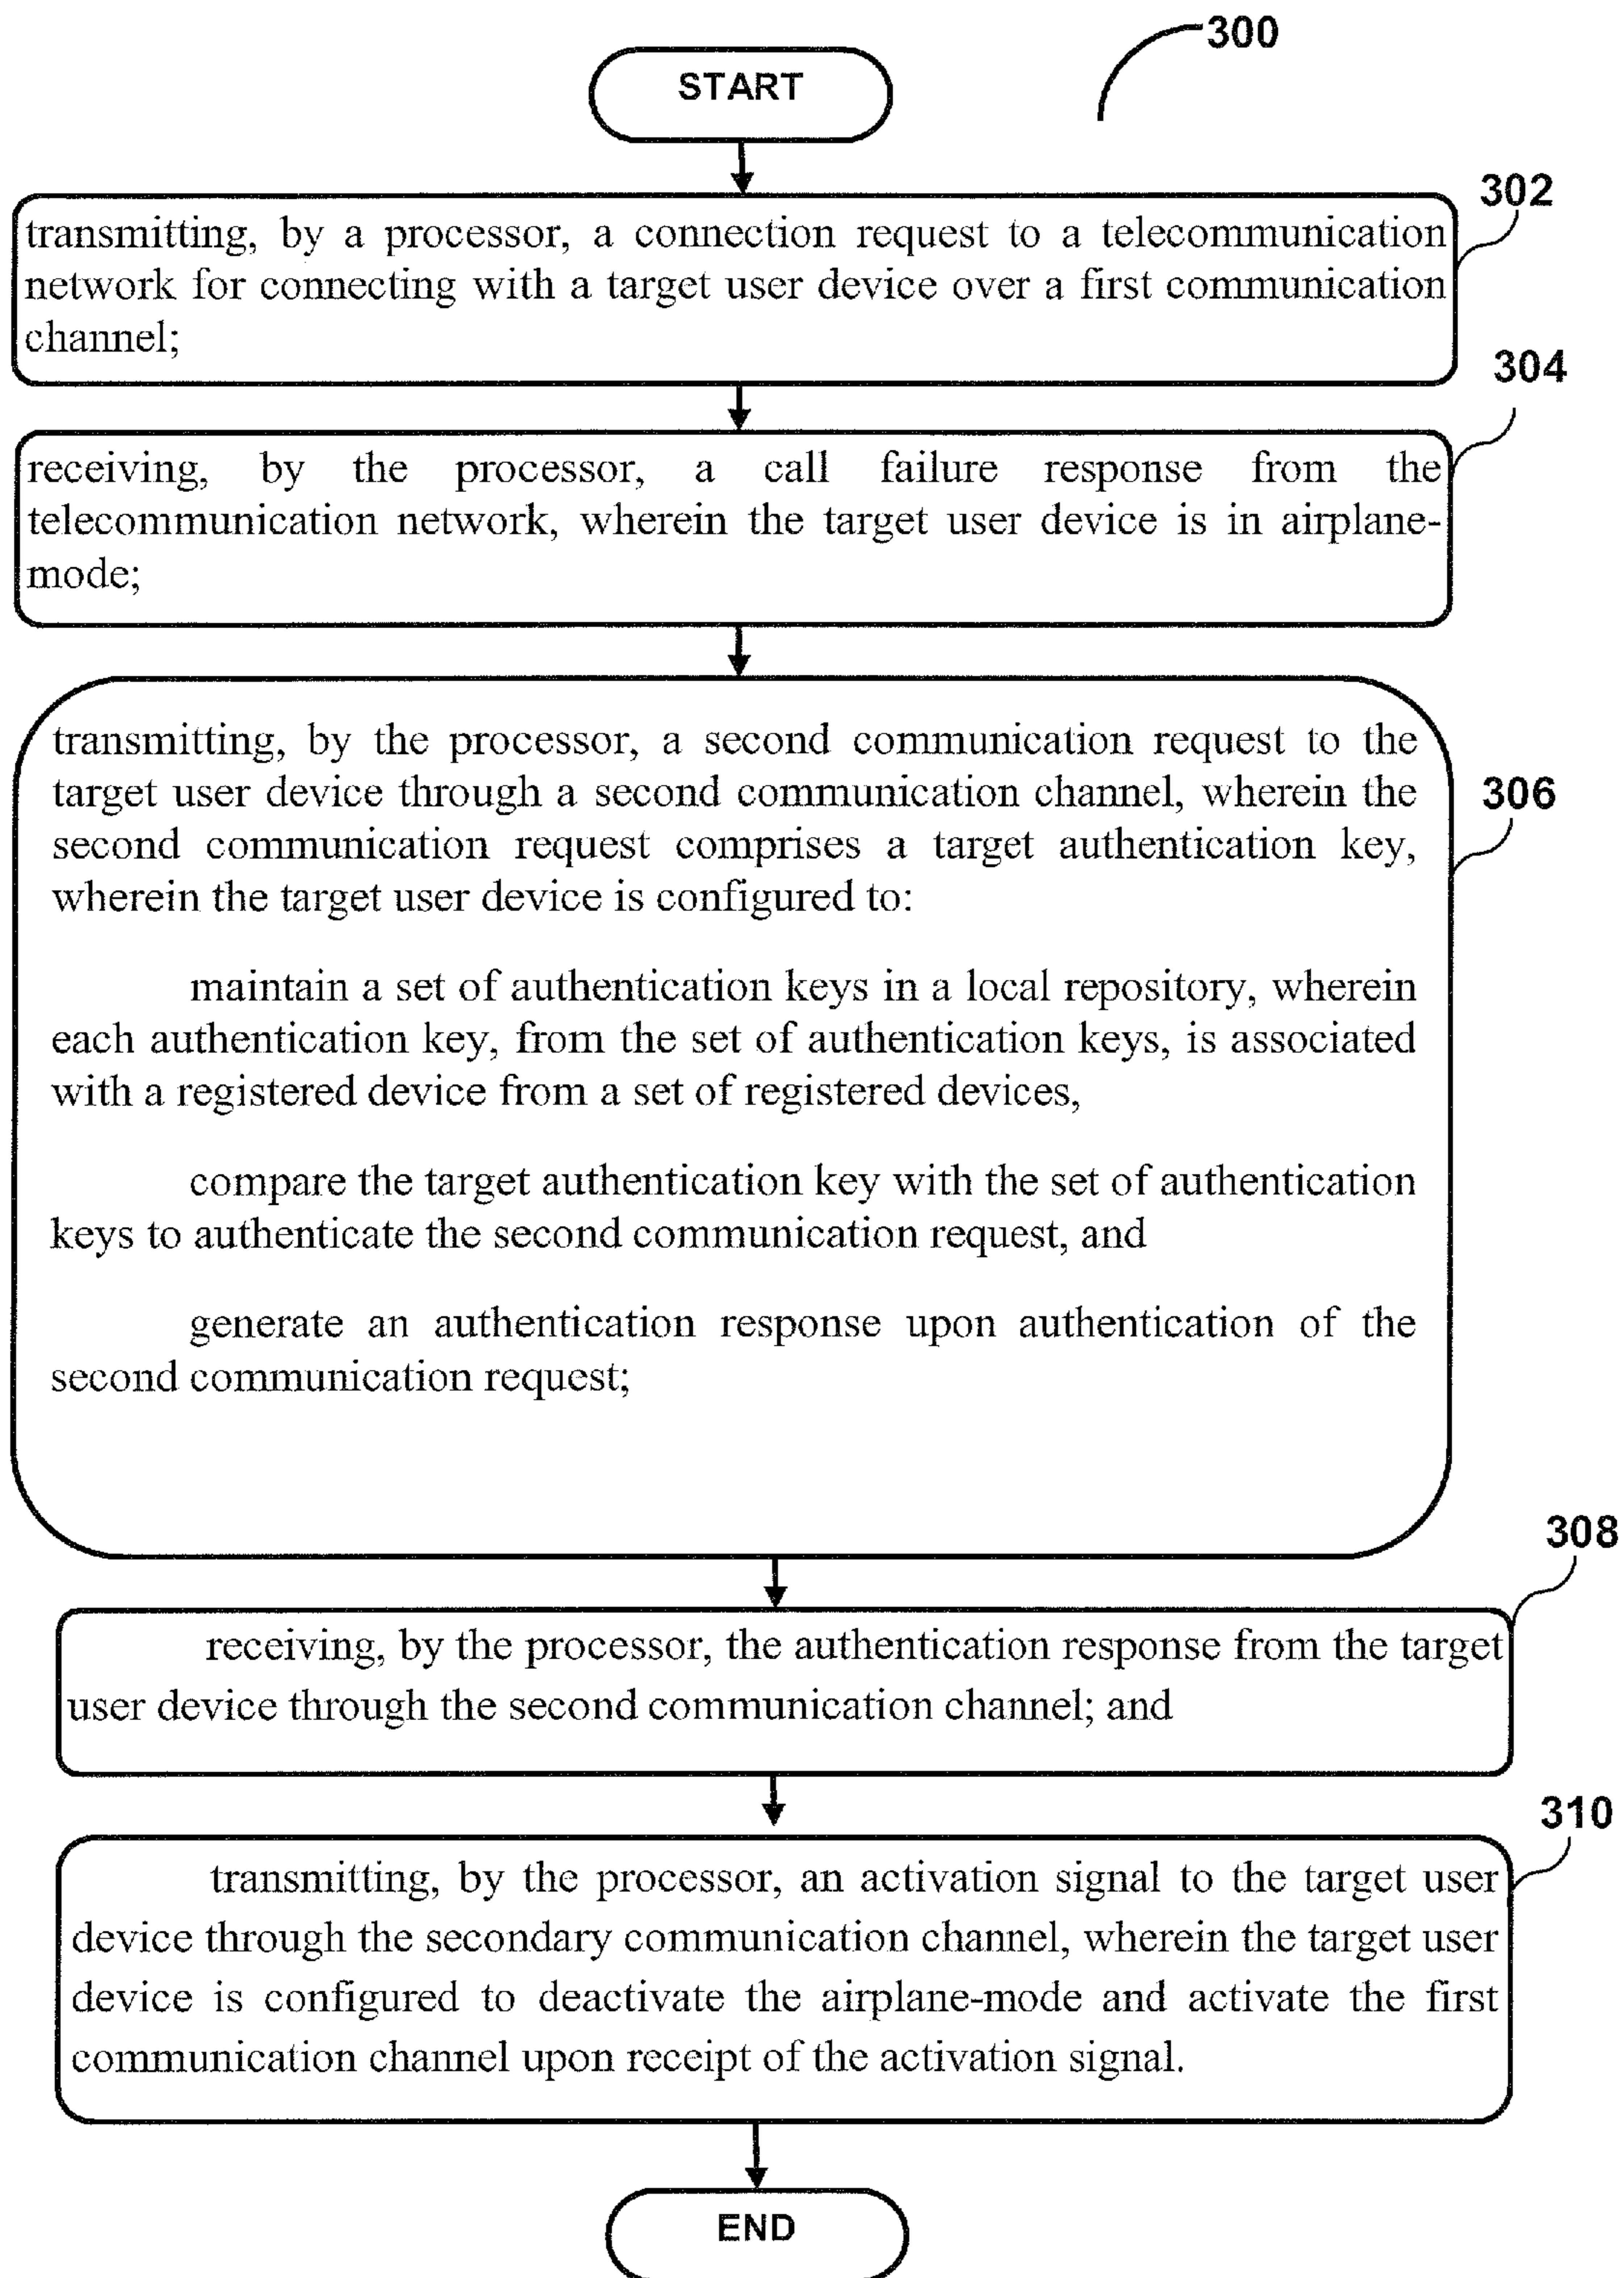 300
START
302
transmitting, by a processor, a connection request to a telecommunication
network for connecting with a target user device over a first communication
channel;
304
receiving, by the processor, a call failure response from the
telecommunication network, wherein the target user device is in airplane-
mode;
transmitting, by the processor, a second communication request to the
target user device through a second communication channel, wherein the
306
second communication request comprises a target authentication key,
wherein the target user device is configured to:
maintain a set of authentication keys in a local repository, wherein
each authentication key, from the set of authentication keys, is associated
with a registered device from a set of registered devices,
compare the target authentication key with the set of authentication
keys to authenticate the second communication request, and
generate an authentication response upon authentication of the
second communication request;
308
receiving, by the processor, the authentication response from the target
user device through the second communication channel; and
310
transmitting, by the processor, an activation signal to the target user
device through the secondary communication channel, wherein the target user
device is configured to deactivate the airplane-mode and activate the first
communication channel upon receipt of the activation signal.
END